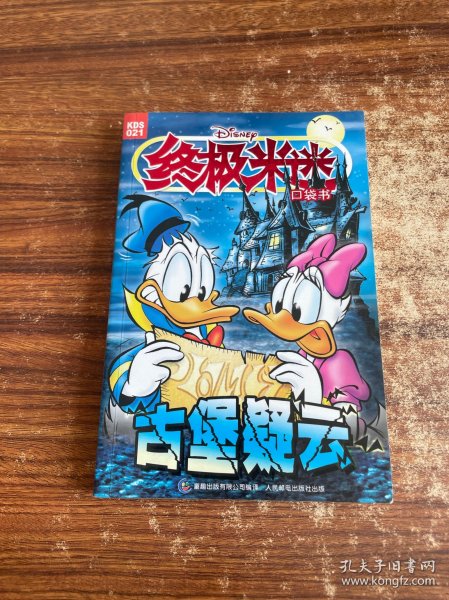 KDS
021
Disney
终极米迷
口袋书
古堡疑云
童趣出版有限公司编译 人民邮电出版社出版
孔夫子旧书网
www.kongfz.com